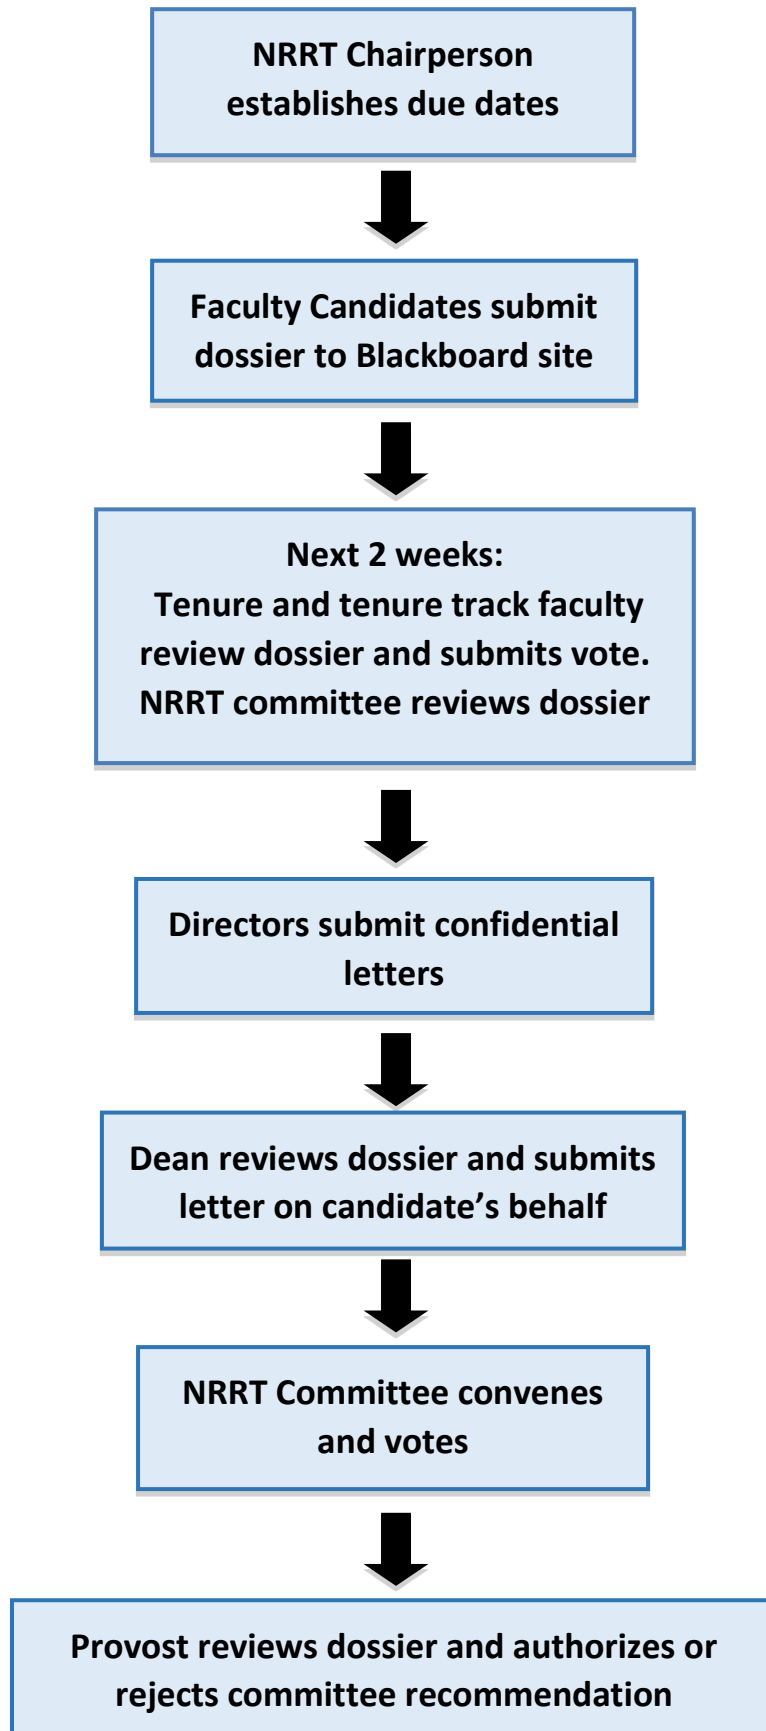 NRRT Chairperson
establishes due dates
Faculty Candidates submit
dossier to Blackboard site
Next 2 weeks:
Tenure and tenure track faculty
review dossier and submits vote.
NRRT committee reviews dossier
Directors submit confidential
letters
Dean reviews dossier and submits
letter on candidate’s behalf
NRRT Committee convenes
and votes
Provost reviews dossier and authorizes or
rejects committee recommendation